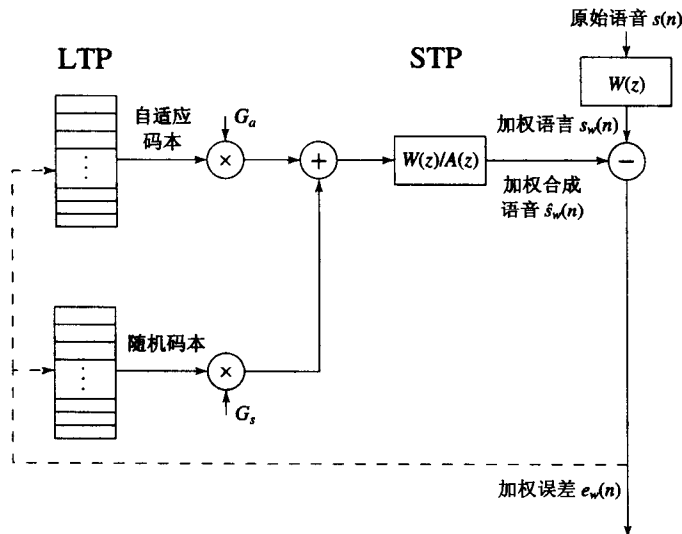 原始语音 s(n)
LTP
STP
W(z)
自适应
码本
G_a
×
+
W(z)/A(z)
加权语言 s_w(n)
−
加权合成
语音 ŝ_w(n)
随机码本
×
G_s
加权误差 e_w(n)